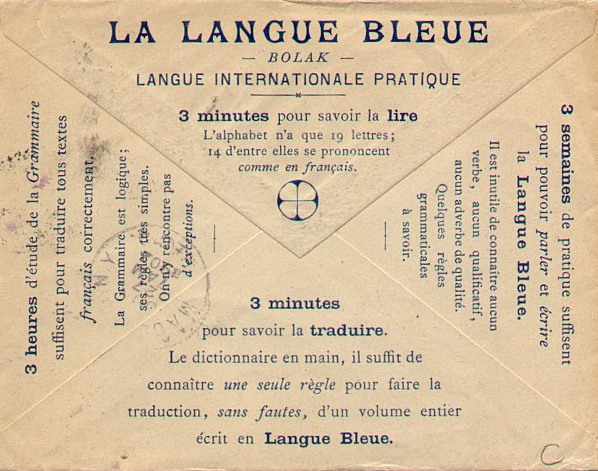 LA LANGUE BLEUE
— BOLAK —
LANGUE INTERNATIONALE PRATIQUE
3 minutes pour savoir la lire
L'alphabet n'a que 19 lettres ;
14 d'entre elles se prononcent
comme en français.
3 heures d'étude de la Grammaire
suffisent pour traduire tous textes
français correctement.
La Grammaire est logique ;
ses règles très simples.
On n'y rencontre pas
d'exceptions.
3 semaines de pratique suffisent
pour pouvoir parler et écrire
la Langue Bleue.
Il est inutile de connaître aucun
verbe, aucun qualificatif,
aucun adverbe de qualité.
Quelques règles
grammaticales
à savoir.
3 minutes
pour savoir la traduire.
Le dictionnaire en main, il suffit de
connaître une seule règle pour faire la
traduction, sans fautes, d'un volume entier
écrit en Langue Bleue.
C